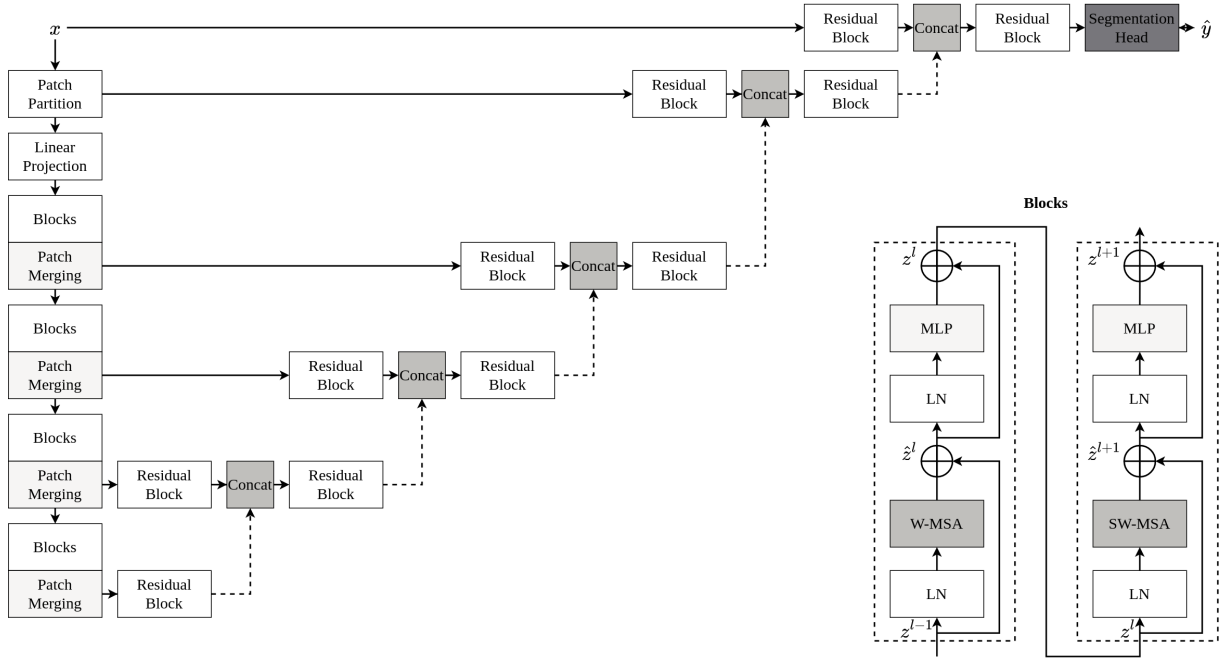 x
Residual
Block
Concat
Residual
Block
Segmentation
Head
ŷ
Patch
Partition
Residual
Block
Concat
Residual
Block
Linear
Projection
Blocks
Patch
Merging
Residual
Block
Concat
Residual
Block
Blocks
Patch
Merging
Residual
Block
Concat
Residual
Block
Blocks
Patch
Merging
Residual
Block
Concat
Residual
Block
Blocks
Patch
Merging
Residual
Block
Blocks
z^l
MLP
LN
ẑ^l
W-MSA
LN
z^{l−1}
z^{l+1}
MLP
LN
ẑ^{l+1}
SW-MSA
LN
z^l